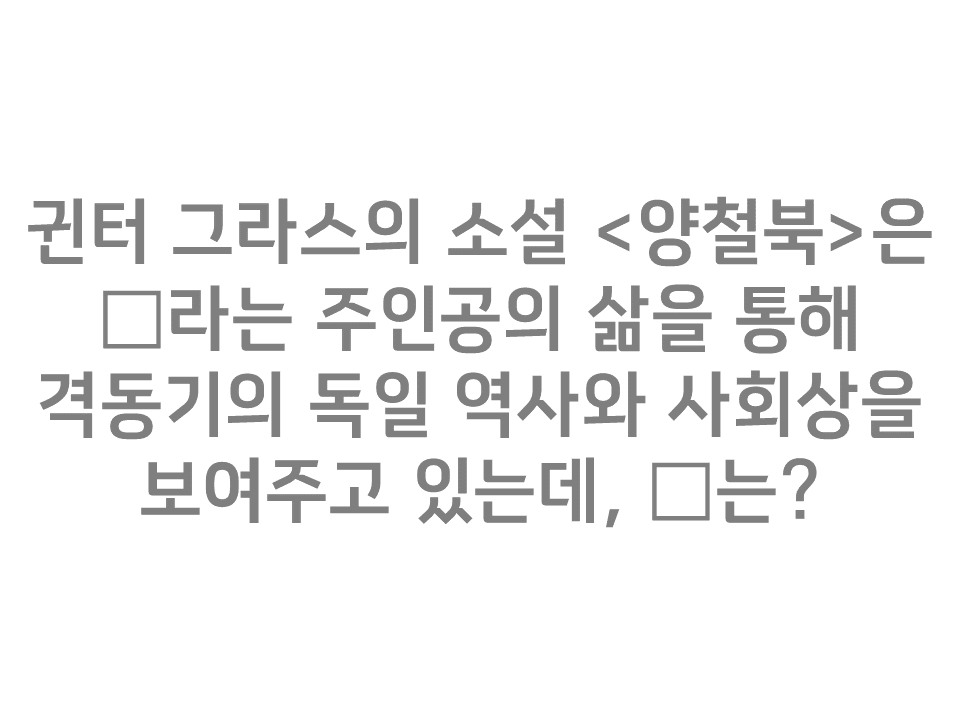 귄터 그라스의 소설 <양철북>은
□라는 주인공의 삶을 통해
격동기의 독일 역사와 사회상을
보여주고 있는데, □는?